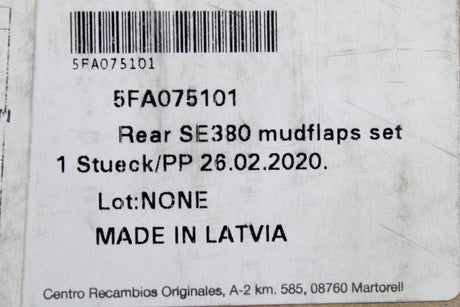 5FA075101
5FA075101
Rear SE380 mudflaps set
1 Stueck/PP 26.02.2020.
Lot:NONE
MADE IN LATVIA
Centro Recambios Originales, A-2 km. 585, 08760 Martorell